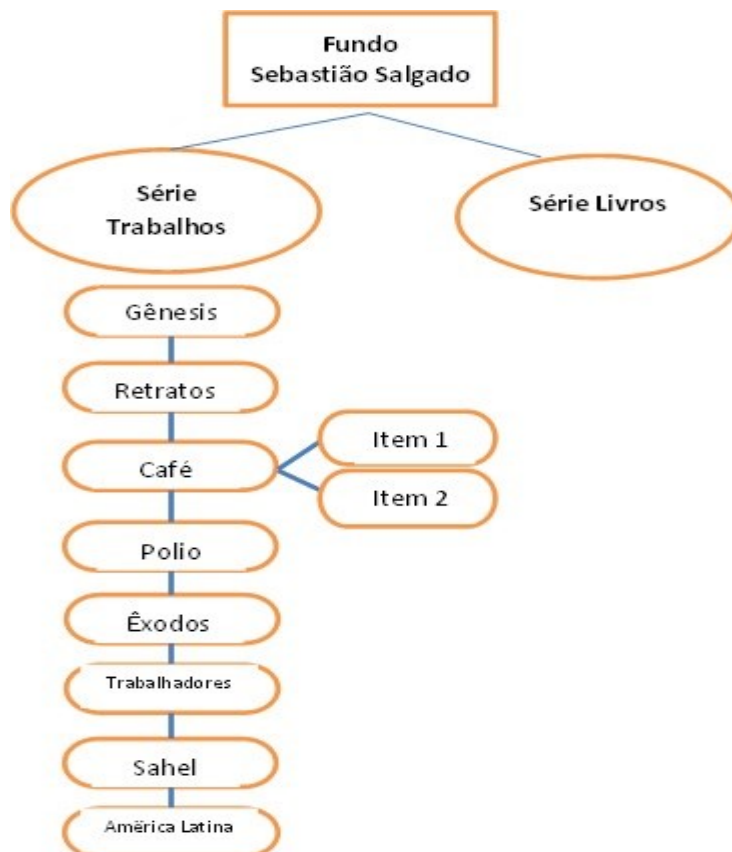 Fundo
Sebastião Salgado
Série
Trabalhos
Série Livros
Gênesis
Retratos
Café
Item 1
Item 2
Polio
Êxodos
Trabalhadores
Sahel
Amërica Latina